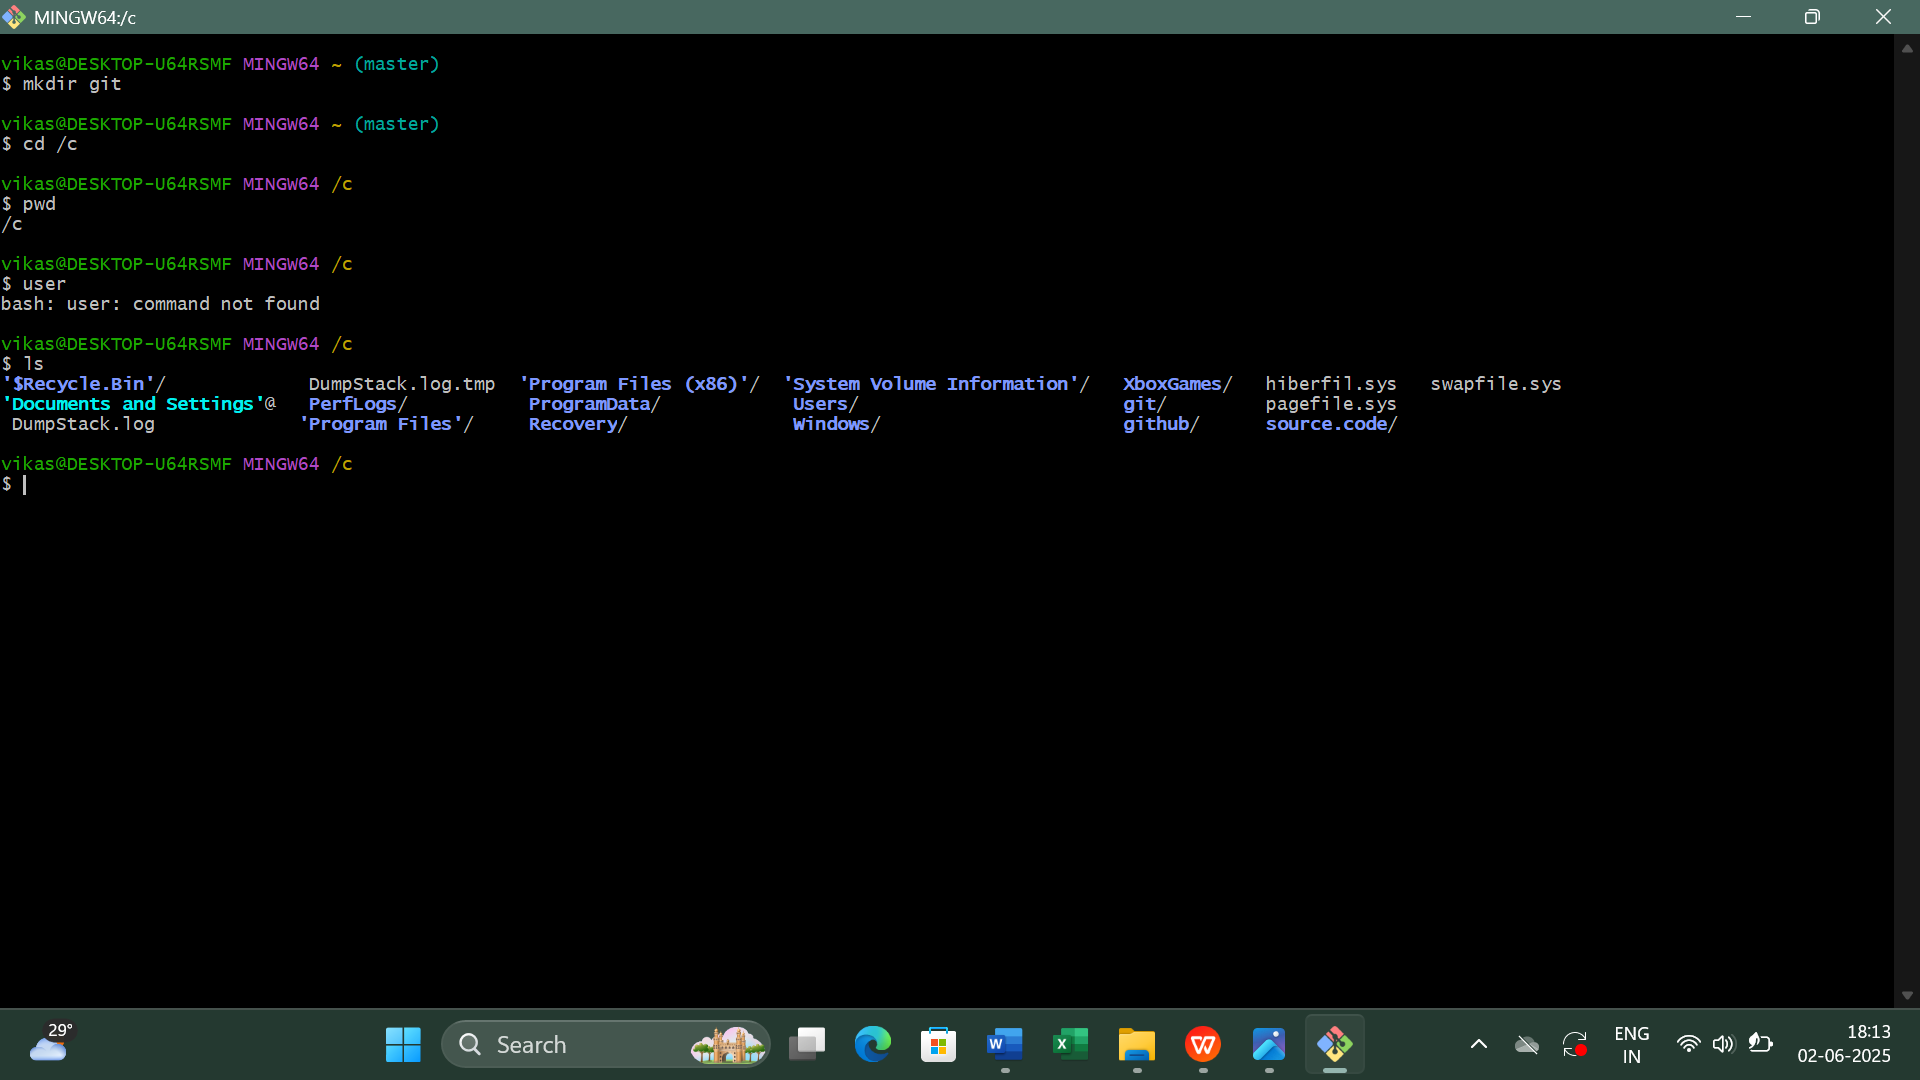 MINGW64:/c
vikas@DESKTOP-U64RSMF MINGW64 ~ (master)
$ mkdir git
vikas@DESKTOP-U64RSMF MINGW64 ~ (master)
$ cd /c
vikas@DESKTOP-U64RSMF MINGW64 /c
$ pwd
/c
vikas@DESKTOP-U64RSMF MINGW64 /c
$ user
bash: user: command not found
vikas@DESKTOP-U64RSMF MINGW64 /c
$ ls
'$Recycle.Bin'/ DumpStack.log.tmp 'Program Files (x86)'/ 'System Volume Information'/ XboxGames/ hiberfil.sys swapfile.sys
'Documents and Settings'@ PerfLogs/ ProgramData/ Users/ git/ pagefile.sys
DumpStack.log 'Program Files'/ Recovery/ Windows/ github/ source.code/
vikas@DESKTOP-U64RSMF MINGW64 /c
$
29°
Search
ENG
IN
18:13
02-06-2025